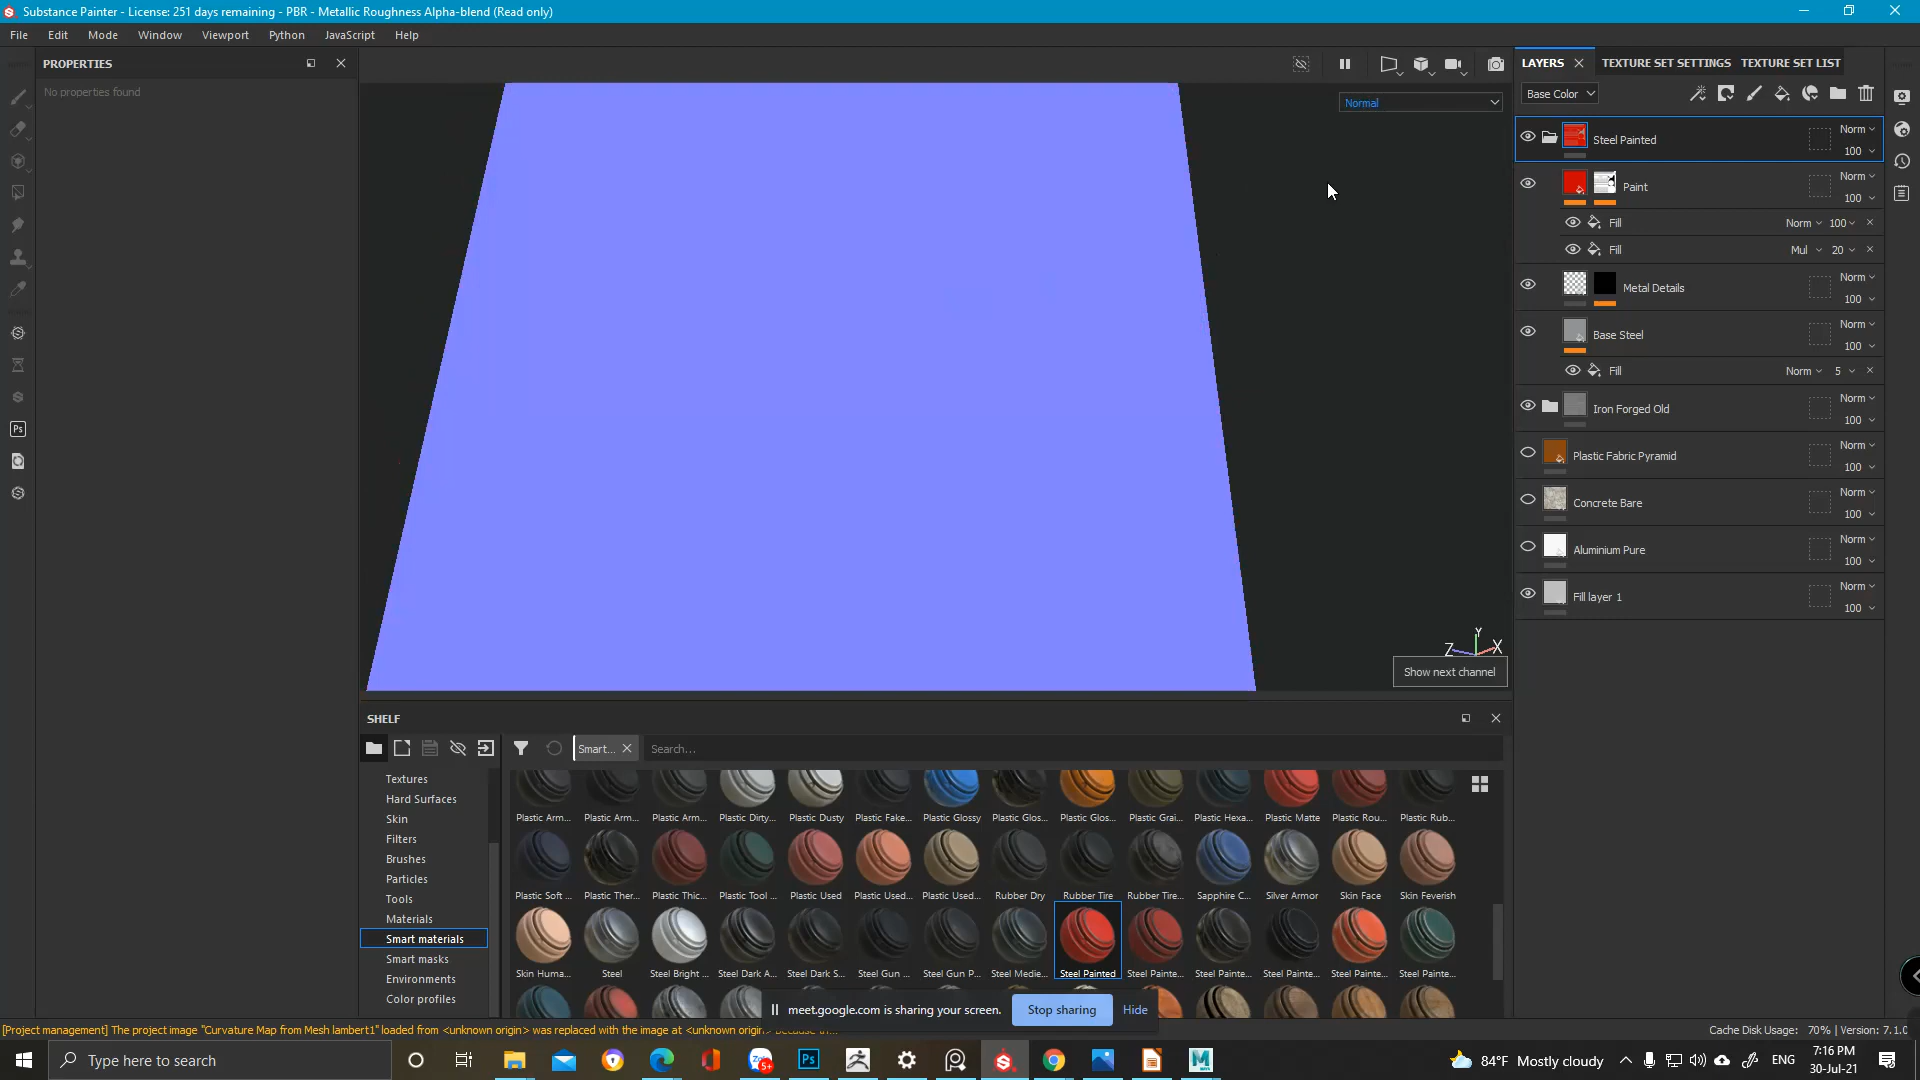 Substance Painter - License: 251 days remaining - PBR - Metallic Roughness Alpha-blend (Read only)
File Edit Mode Window Viewport Python JavaScript Help
PROPERTIES
No properties found
Normal
Show next channel
LAYERS TEXTURE SET SETTINGS TEXTURE SET LIST
Base Color
Steel Painted Norm 100
Paint Norm 100
Fill Norm 100
Fill Mul 20
Metal Details Norm 100
Base Steel Norm 100
Fill Norm 5
Iron Forged Old Norm 100
Plastic Fabric Pyramid Norm 100
Concrete Bare Norm 100
Aluminium Pure Norm 100
Fill layer 1 Norm 100
Z Y X
SHELF
Smart... Search...
Textures
Hard Surfaces
Skin
Filters
Brushes
Particles
Tools
Materials
Smart materials
Smart masks
Environments
Color profiles
Plastic Arm... Plastic Arm... Plastic Arm... Plastic Dirty... Plastic Dusty Plastic Fake... Plastic Glossy Plastic Glos... Plastic Glos... Plastic Grai... Plastic Hexa... Plastic Matte Plastic Rou... Plastic Rub...
Plastic Soft ... Plastic Ther... Plastic Thic... Plastic Tool ... Plastic Used Plastic Used... Plastic Used... Rubber Dry Rubber Tire Rubber Tire... Sapphire C... Silver Armor Skin Face Skin Feverish
Skin Huma... Steel Steel Bright ... Steel Dark A... Steel Dark S... Steel Gun ... Steel Gun P... Steel Medie... Steel Painted Steel Painte... Steel Painte... Steel Painte... Steel Painte... Steel Painte...
meet.google.com is sharing your screen. Stop sharing Hide
[Project management] The project image "Curvature Map from Mesh lambert1" loaded from <unknown origin> was replaced with the image at <unknown origin>
Cache Disk Usage: 70% | Version: 7.1.0
Type here to search
Ps
84°F Mostly cloudy ENG 7:16 PM
30-Jul-21